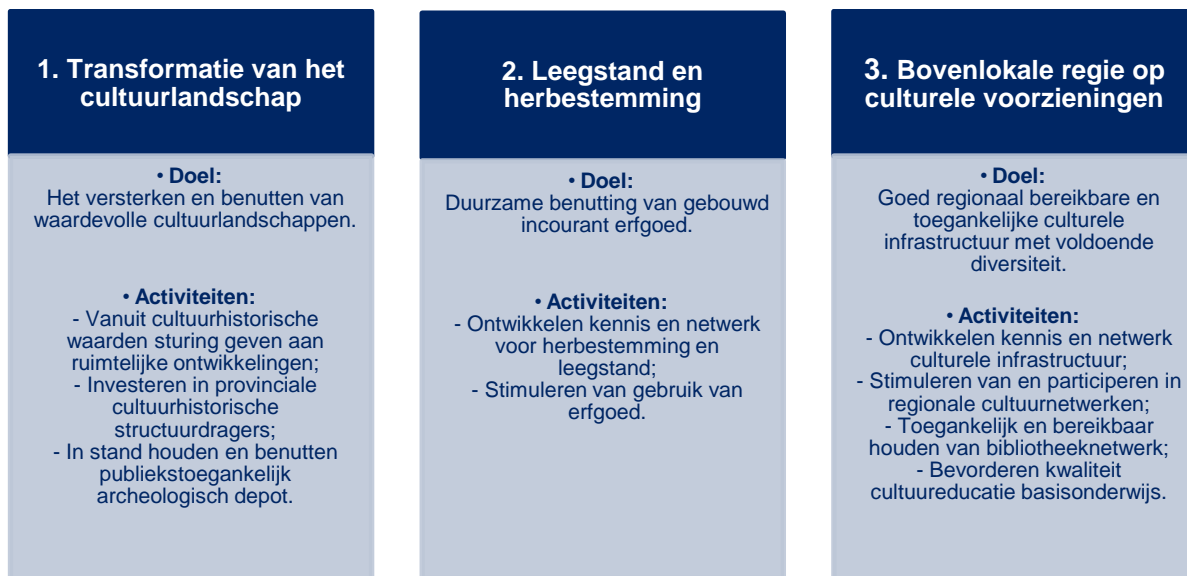 1. Transformatie van het
cultuurlandschap
• Doel:
Het versterken en benutten van
waardevolle cultuurlandschappen.
• Activiteiten:
- Vanuit cultuurhistorische
waarden sturing geven aan
ruimtelijke ontwikkelingen;
- Investeren in provinciale
cultuurhistorische
structuurdragers;
- In stand houden en benutten
publiekstoegankelijk
archeologisch depot.
2. Leegstand en
herbestemming
• Doel:
Duurzame benutting van gebouwd
incourant erfgoed.
• Activiteiten:
- Ontwikkelen kennis en netwerk
voor herbestemming en
leegstand;
- Stimuleren van gebruik van
erfgoed.
3. Bovenlokale regie op
culturele voorzieningen
• Doel:
Goed regionaal bereikbare en
toegankelijke culturele
infrastructuur met voldoende
diversiteit.
• Activiteiten:
- Ontwikkelen kennis en netwerk
culturele infrastructuur;
- Stimuleren van en participeren in
regionale cultuurnetwerken;
- Toegankelijk en bereikbaar
houden van bibliotheeknetwerk;
- Bevorderen kwaliteit
cultuureducatie basisonderwijs.